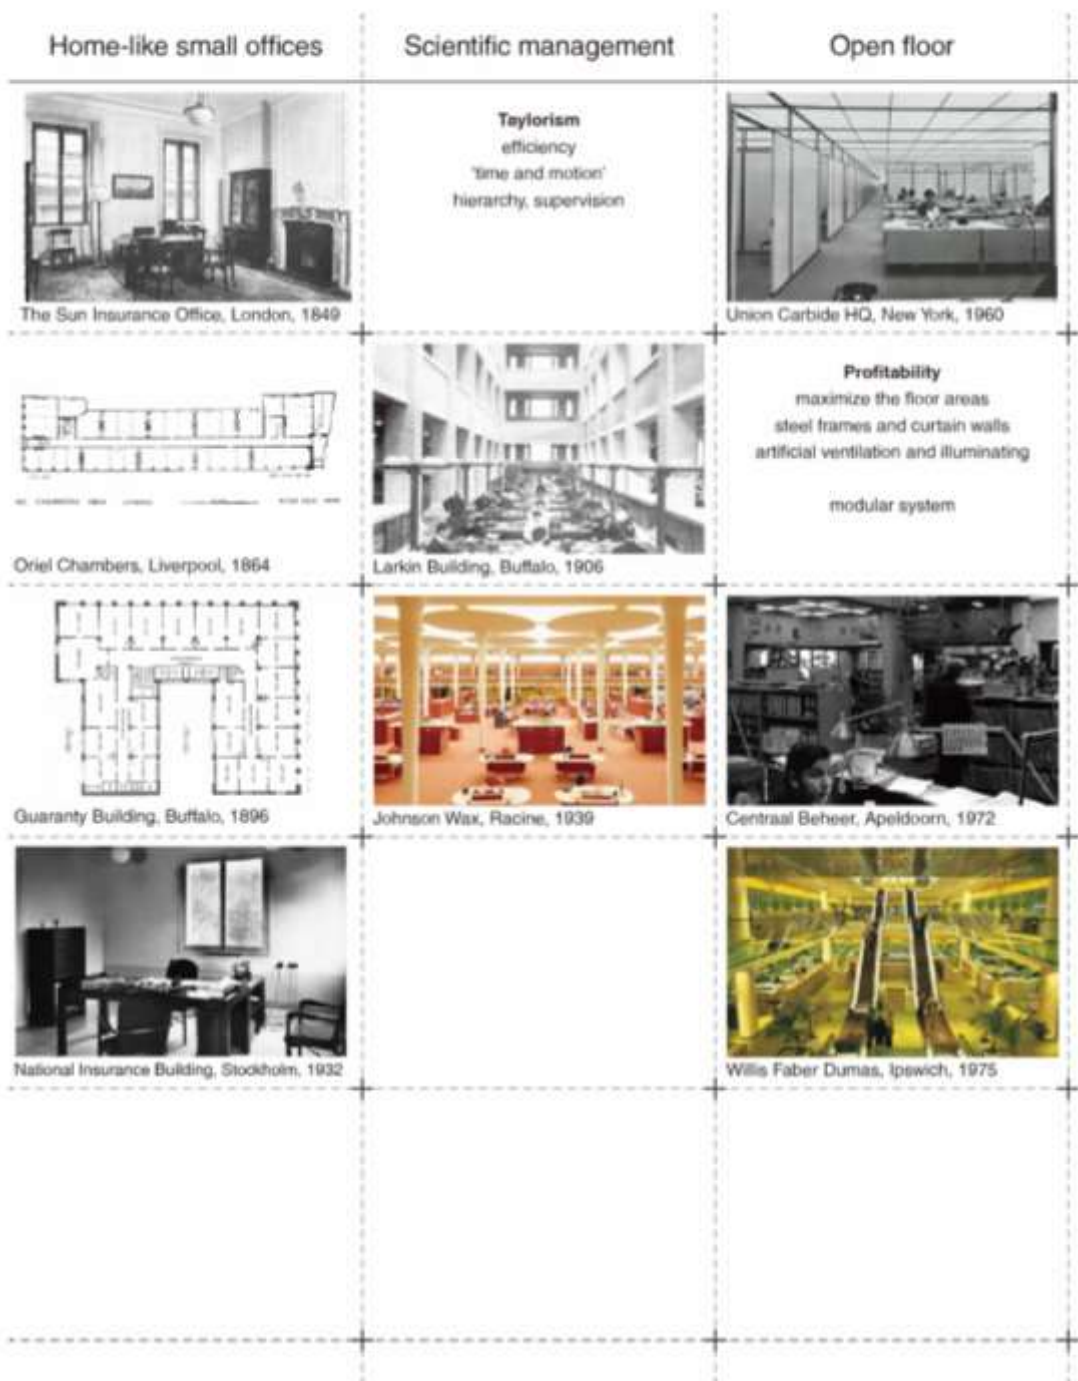 Home-like small offices
Scientific management
Open floor
Taylorism
efficiency
'time and motion'
hierarchy, supervision
The Sun Insurance Office, London, 1849
Union Carbide HQ, New York, 1960
Profitability
maximize the floor areas
steel frames and curtain walls
artificial ventilation and illuminating
modular system
Oriel Chambers, Liverpool, 1864
Larkin Building, Buffalo, 1906
Guaranty Building, Buffalo, 1896
Johnson Wax, Racine, 1939
Centraal Beheer, Apeldoorn, 1972
National Insurance Building, Stockholm, 1932
Willis Faber Dumas, Ipswich, 1975